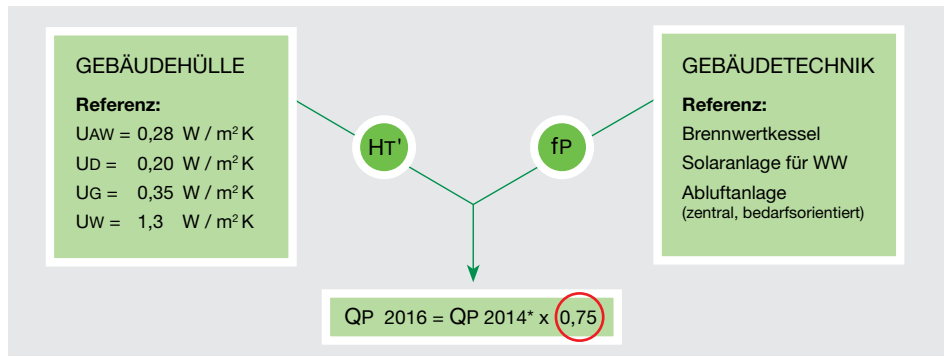 GEBÄUDEHÜLLE
Referenz:
UAW = 0,28 W / m² K
UD = 0,20 W / m² K
UG = 0,35 W / m² K
UW = 1,3 W / m² K
HT'
fP
GEBÄUDETECHNIK
Referenz:
Brennwertkessel
Solaranlage für WW
Abluftanlage
(zentral, bedarfsorientiert)
QP 2016 = QP 2014* x 0,75